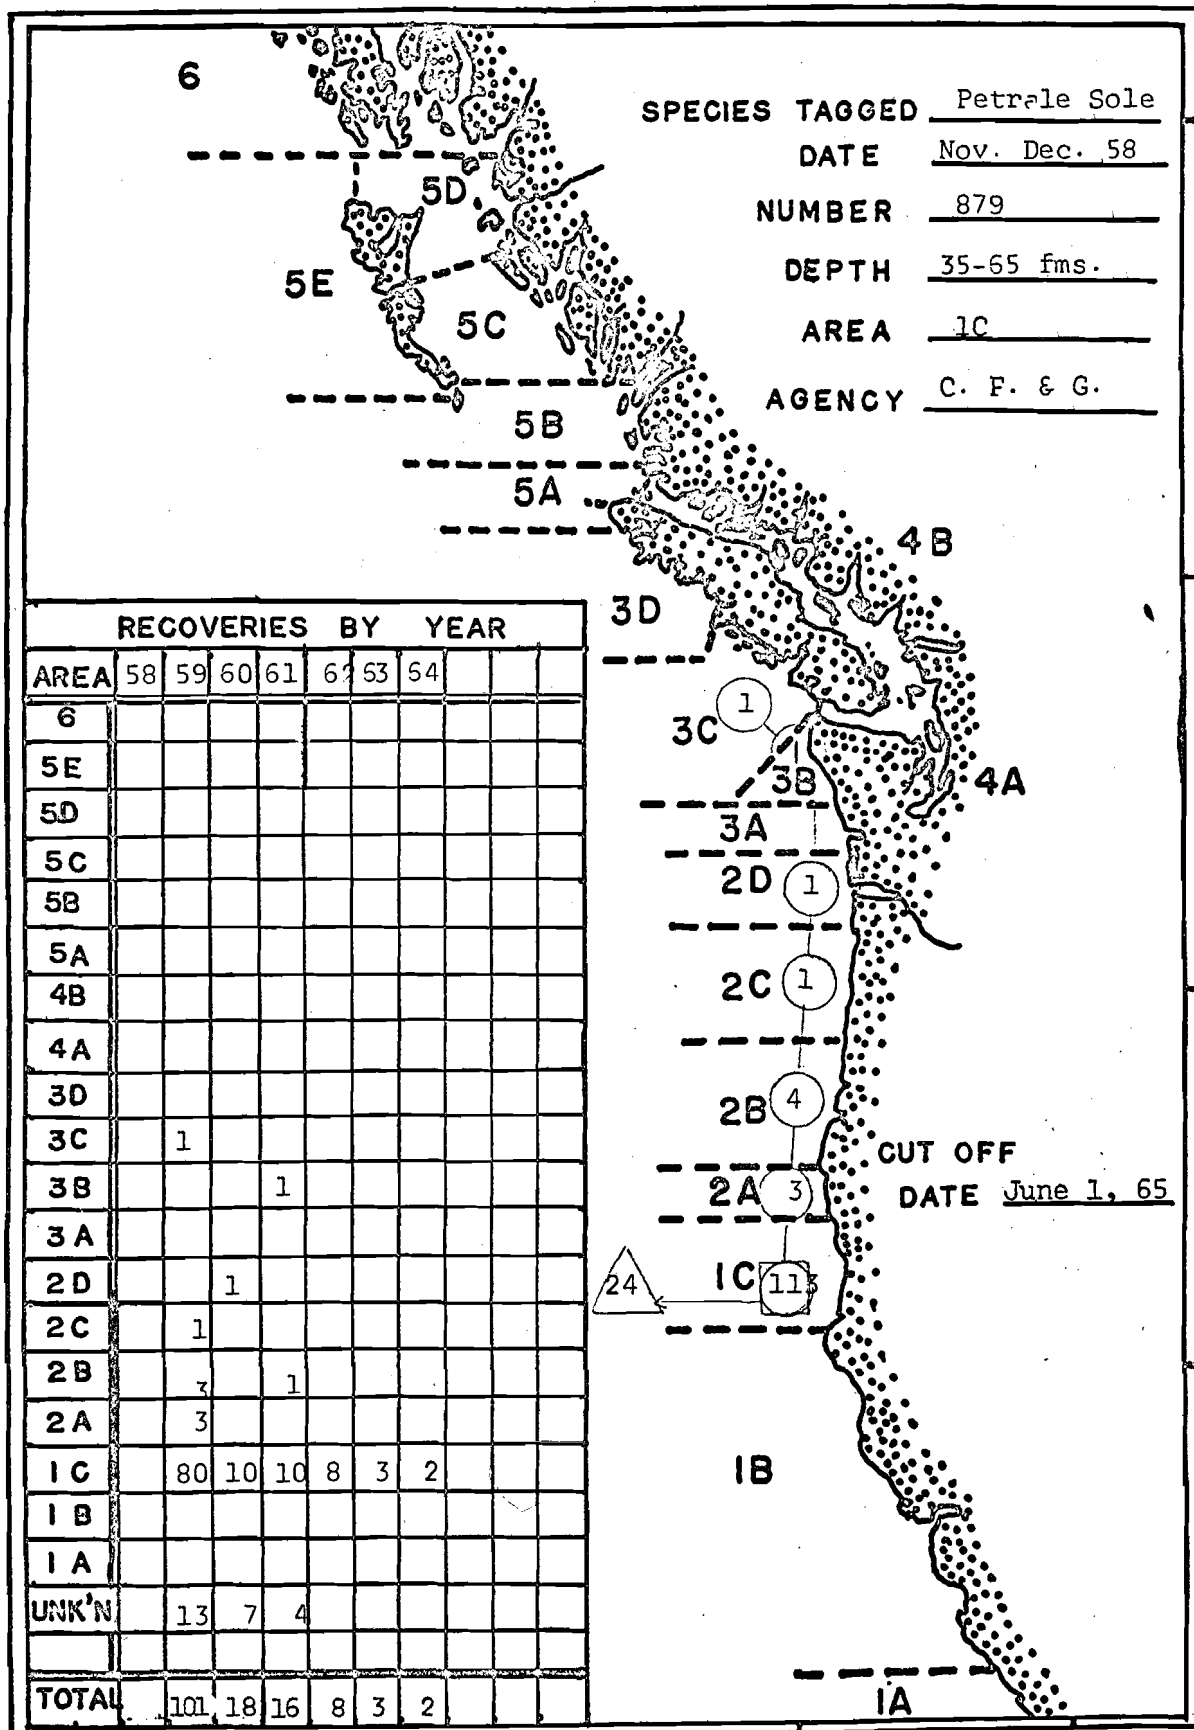 6
SPECIES TAGGED Petrale Sole
DATE Nov. Dec. 58
5D
NUMBER 879
5E
DEPTH 35-65 fms.
5C
AREA 1C
AGENCY C. F. & G.
5B
5A
4B
3D
RECOVERIES BY YEAR
AREA 58 59 60 61 62 63 64
6
5E
5D
5C
5B
5A
4B
4A
3D
3C 1
3B 1
3A
2D 1
2C 1
2B 3 1
2A 3
1C 80 10 10 8 3 2
1B
1A
UNK'N 13 7 4
TOTAL 101 18 16 8 3 2
3C 1
3B
4A
3A
2D 1
2C 1
2B 4
CUT OFF
DATE June 1, 65
2A 3
24 1C 113
1B
1A